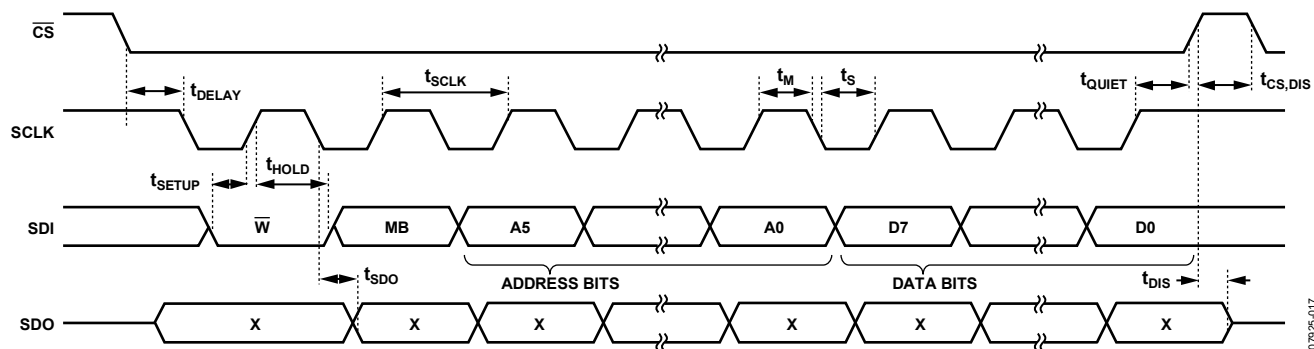 CS
tDELAY
tSCLK
tM
tS
tQUIET
tCS,DIS
SCLK
tSETUP
tHOLD
SDI
W
MB
A5
A0
D7
D0
tSDO
ADDRESS BITS
DATA BITS
tDIS
SDO
X
X
X
X
X
X
07925-017